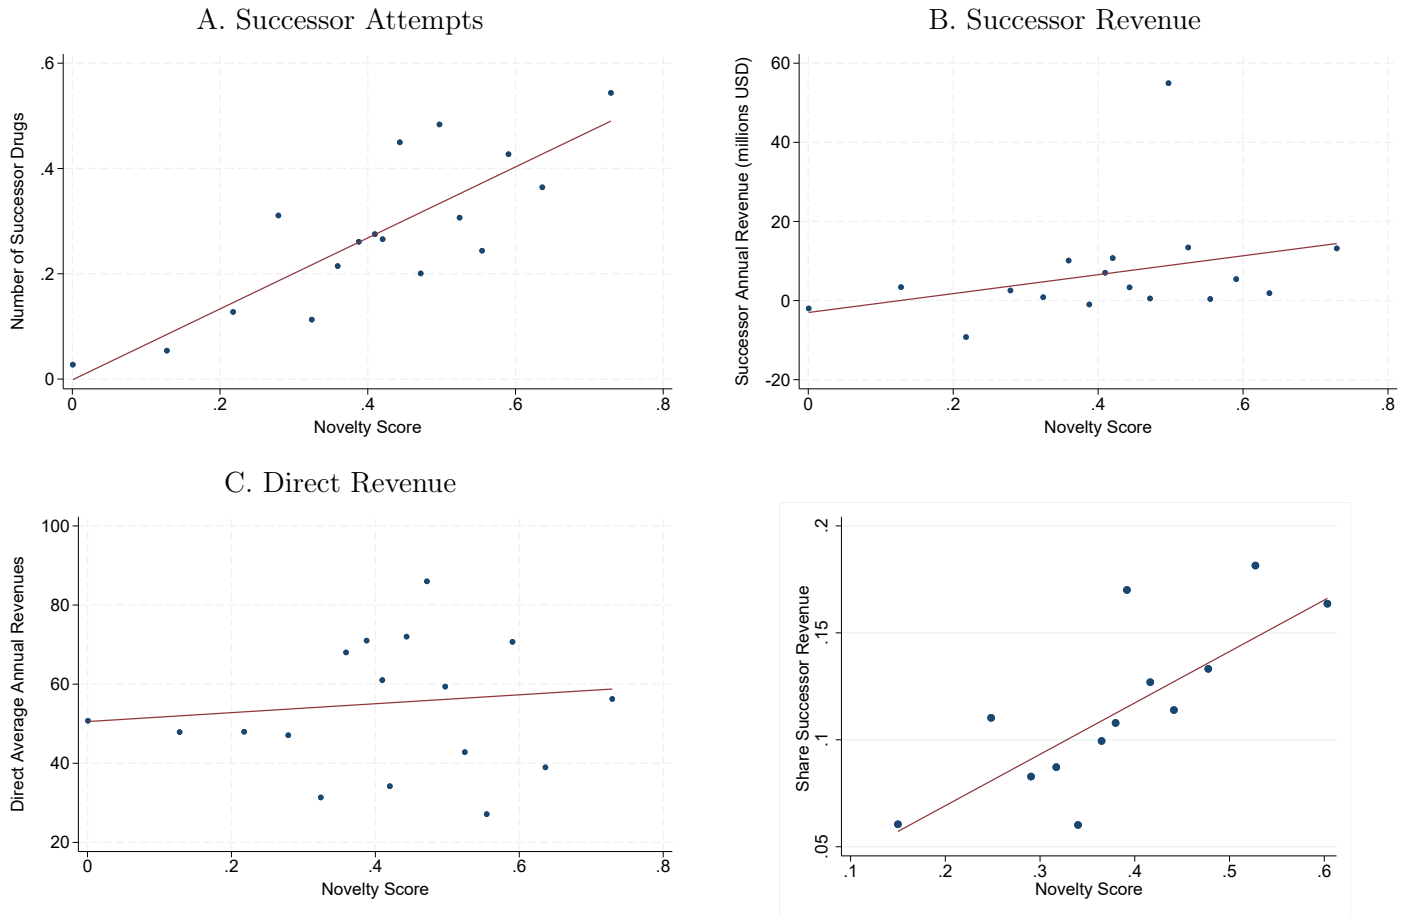 A. Successor Attempts
Number of Successor Drugs
.6
.4
.2
0
0 .2 .4 .6 .8
Novelty Score
B. Successor Revenue
Successor Annual Revenue (millions USD)
60
40
20
0
-20
0 .2 .4 .6 .8
Novelty Score
C. Direct Revenue
Direct Average Annual Revenues
100
80
60
40
20
0 .2 .4 .6 .8
Novelty Score
Share Successor Revenue
.2
.15
.1
.05
.1 .2 .3 .4 .5 .6
Novelty Score